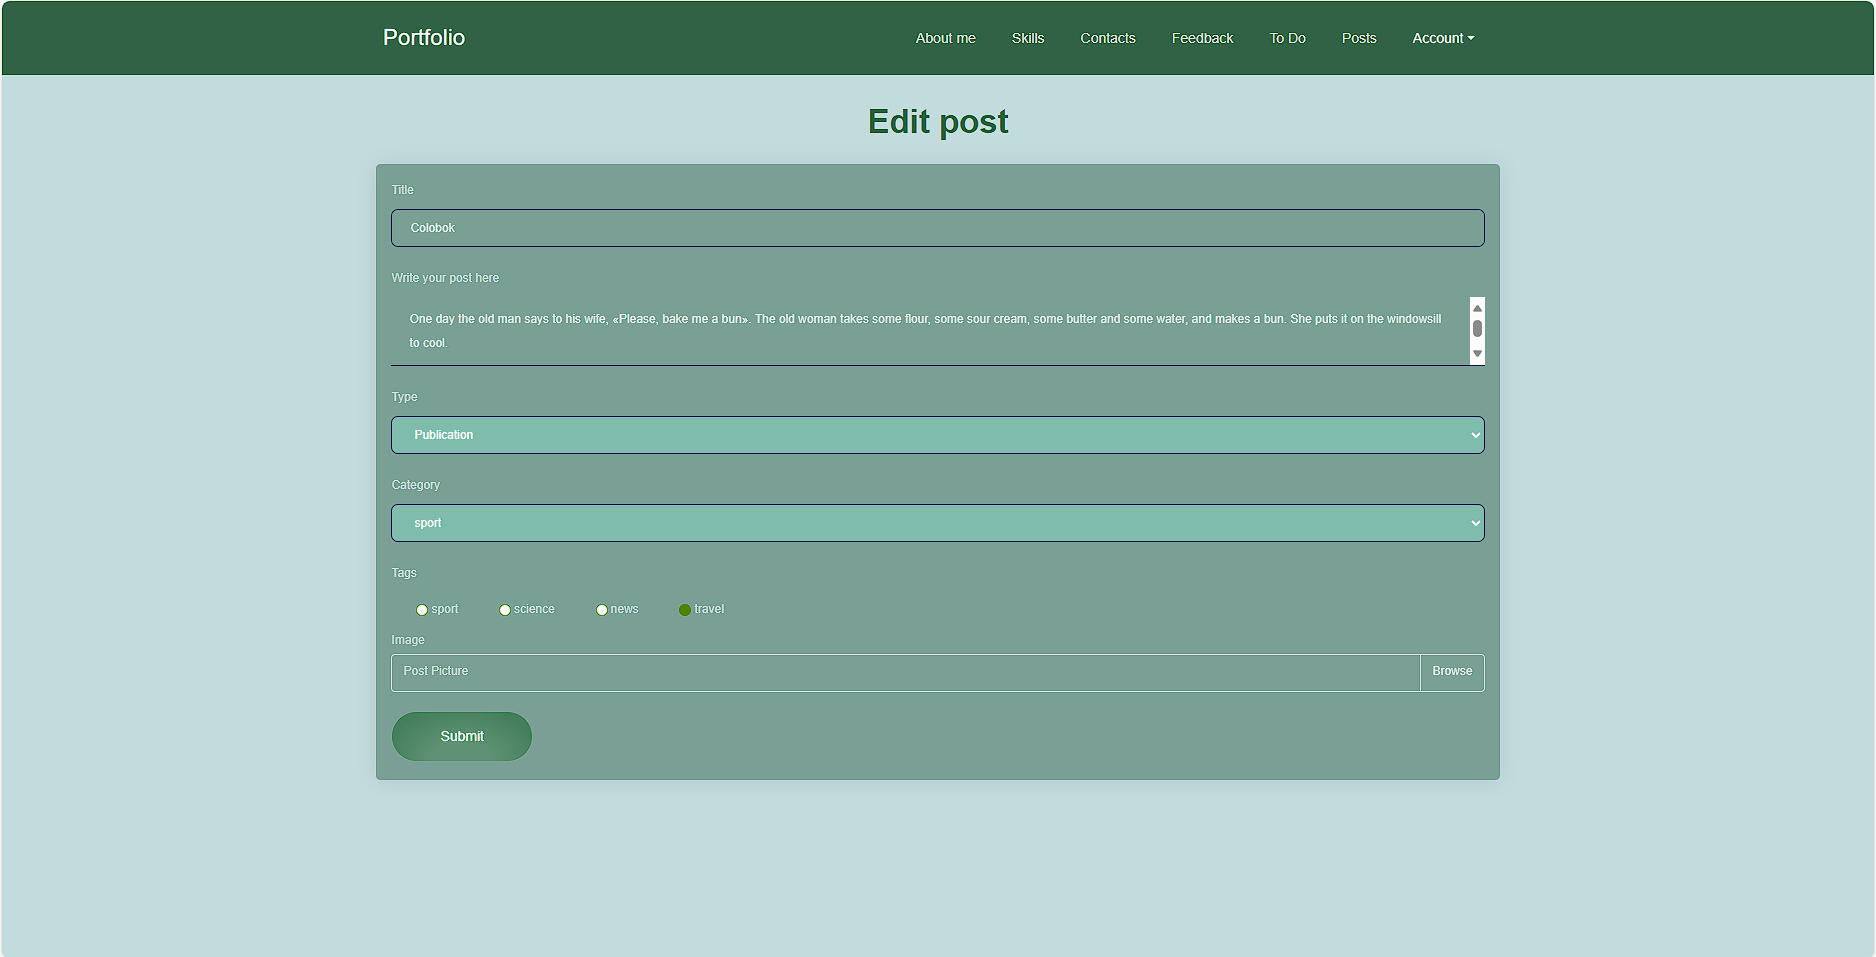 Portfolio
About me Skills Contacts Feedback To Do Posts Account
Edit post
Title
Colobok
Write your post here
One day the old man says to his wife, «Please, bake me a bun». The old woman takes some flour, some sour cream, some butter and some water, and makes a bun. She puts it on the windowsill
to cool.
Type
Publication
Category
sport
Tags
sport science news travel
Image
Post Picture Browse
Submit